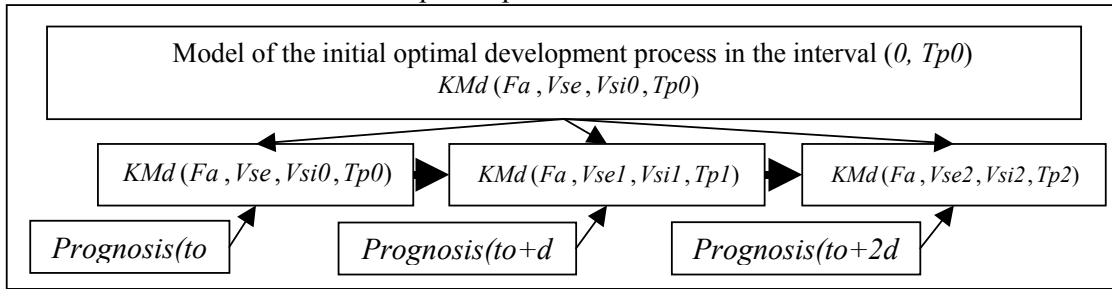 Model of the initial optimal development process in the interval (0, Tp0)
KMd (Fa , Vse , Vsi0 , Tp0)
KMd (Fa , Vse , Vsi0 , Tp0) KMd (Fa , Vse1 , Vsi1 , Tp1) KMd (Fa , Vse2 , Vsi2 , Tp2)
Prognosis(to Prognosis(to+d Prognosis(to+2d